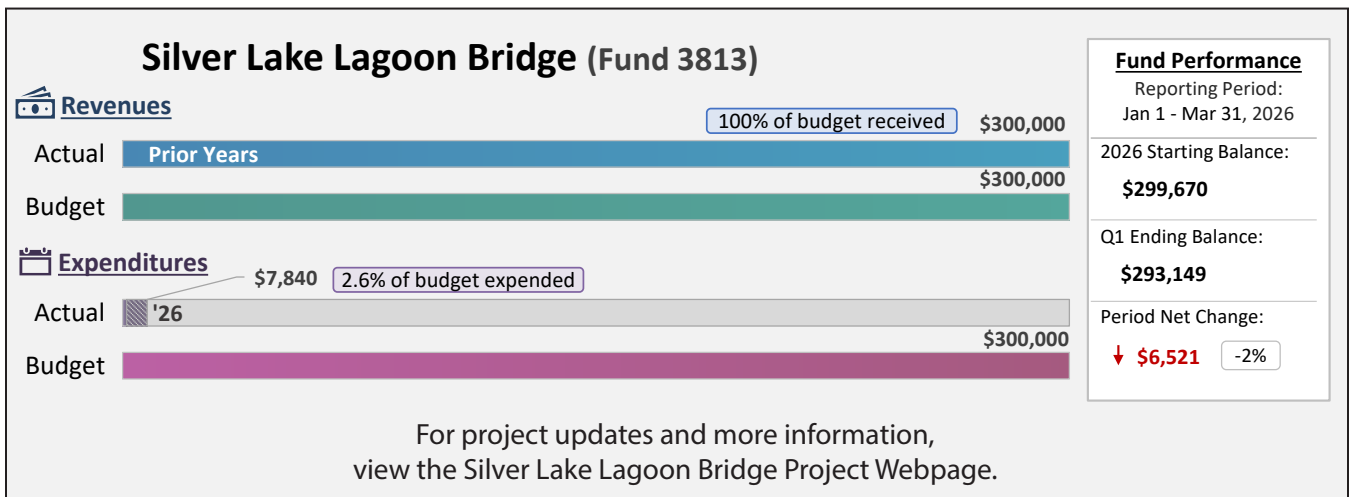 Silver Lake Lagoon Bridge (Fund 3813)
Revenues
100% of budget received
$300,000
Actual
Prior Years
$300,000
Budget
Expenditures
$7,840
2.6% of budget expended
Actual
'26
$300,000
Budget
Fund Performance
Reporting Period:
Jan 1 - Mar 31, 2026
2026 Starting Balance:
$299,670
Q1 Ending Balance:
$293,149
Period Net Change:
$6,521
-2%
For project updates and more information,
view the Silver Lake Lagoon Bridge Project Webpage.